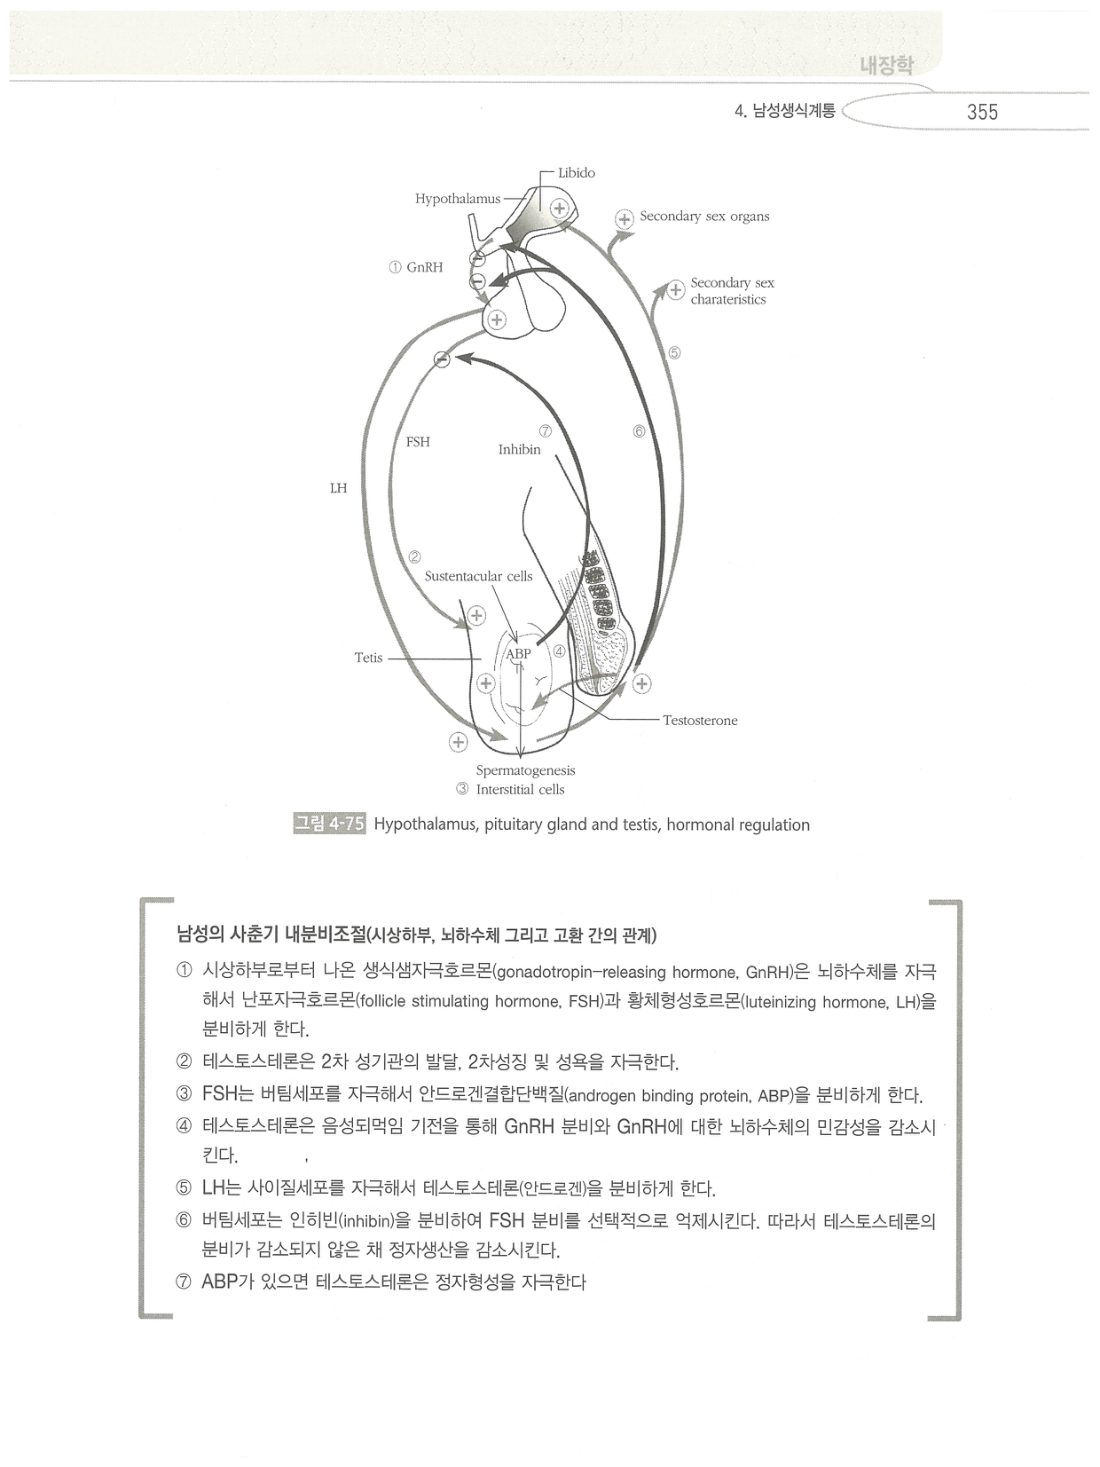 내장학
4. 남성생식계통
355
Libido
Hypothalamus
Secondary sex organs
① GnRH
Secondary sex
charateristics
⑤
⑦
⑥
FSH
Inhibin
LH
②
Sustentacular cells
ABP
④
Tetis
Testosterone
Spermatogenesis
③ Interstitial cells
그림 4-75 Hypothalamus, pituitary gland and testis, hormonal regulation
남성의 사춘기 내분비조절(시상하부, 뇌하수체 그리고 고환 간의 관계)
① 시상하부로부터 나온 생식샘자극호르몬(gonadotropin-releasing hormone, GnRH)은 뇌하수체를 자극
해서 난포자극호르몬(follicle stimulating hormone, FSH)과 황체형성호르몬(luteinizing hormone, LH)을
분비하게 한다.
② 테스토스테론은 2차 성기관의 발달, 2차성징 및 성욕을 자극한다.
③ FSH는 버팀세포를 자극해서 안드로겐결합단백질(androgen binding protein, ABP)을 분비하게 한다.
④ 테스토스테론은 음성되먹임 기전을 통해 GnRH 분비와 GnRH에 대한 뇌하수체의 민감성을 감소시
킨다.
⑤ LH는 사이질세포를 자극해서 테스토스테론(안드로겐)을 분비하게 한다.
⑥ 버팀세포는 인히빈(inhibin)을 분비하여 FSH 분비를 선택적으로 억제시킨다. 따라서 테스토스테론의
분비가 감소되지 않은 채 정자생산을 감소시킨다.
⑦ ABP가 있으면 테스토스테론은 정자형성을 자극한다